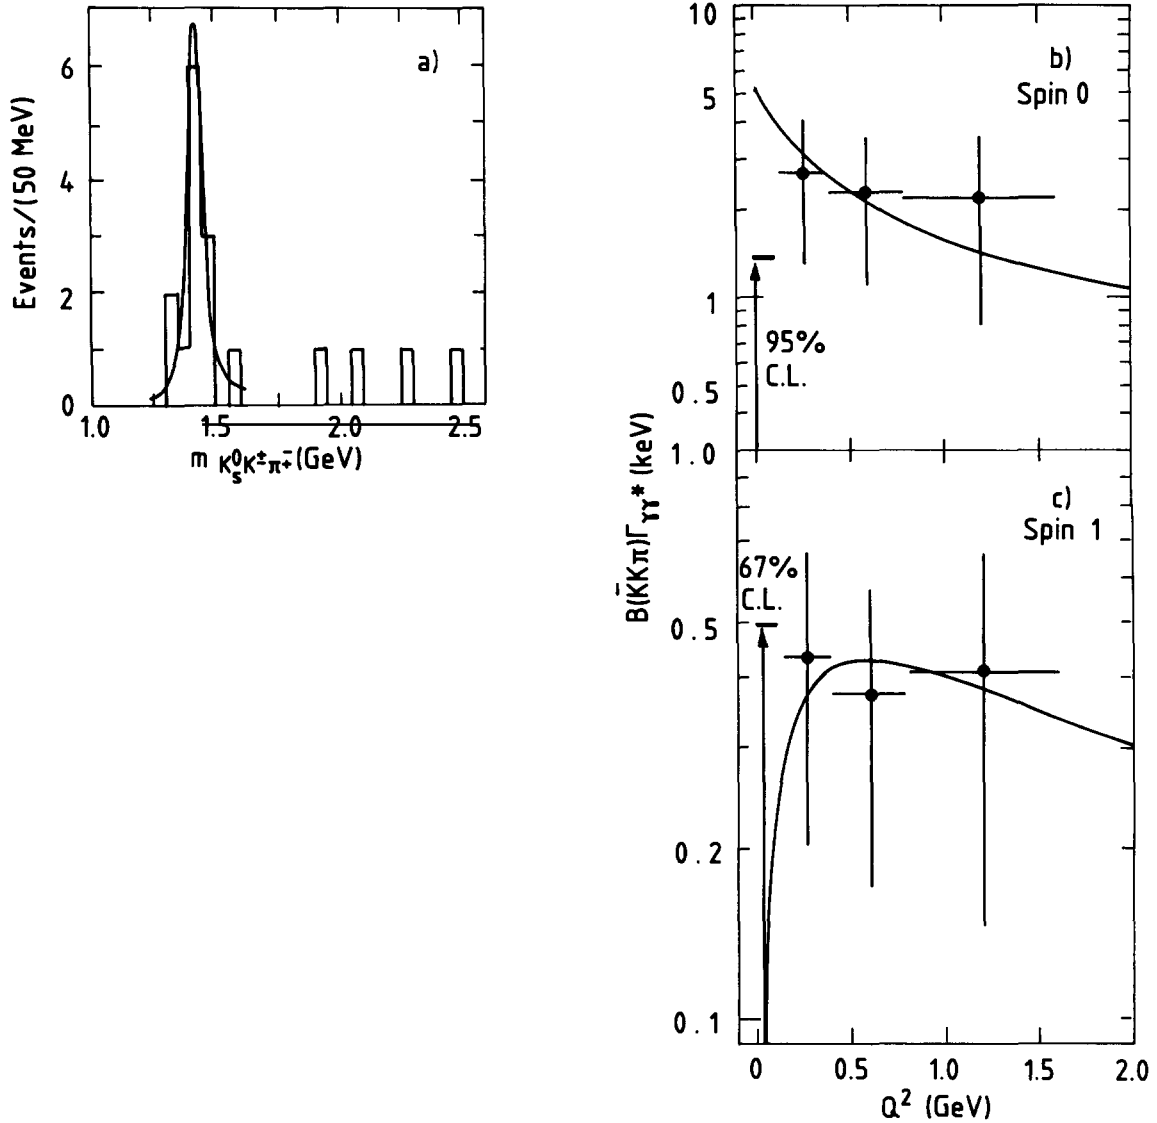 a)
6
4
2
0
Events/(50 MeV)
1.0 1.5 2.0 2.5
m K⁰ₛK±π∓(GeV)
b)
Spin 0
10
5
1
0.5
95%
C.L.
B(K̄Kπ)Γγγ* (keV)
c)
Spin 1
1.0
0.5
0.2
0.1
67%
C.L.
0 0.5 1.0 1.5 2.0
Q² (GeV)